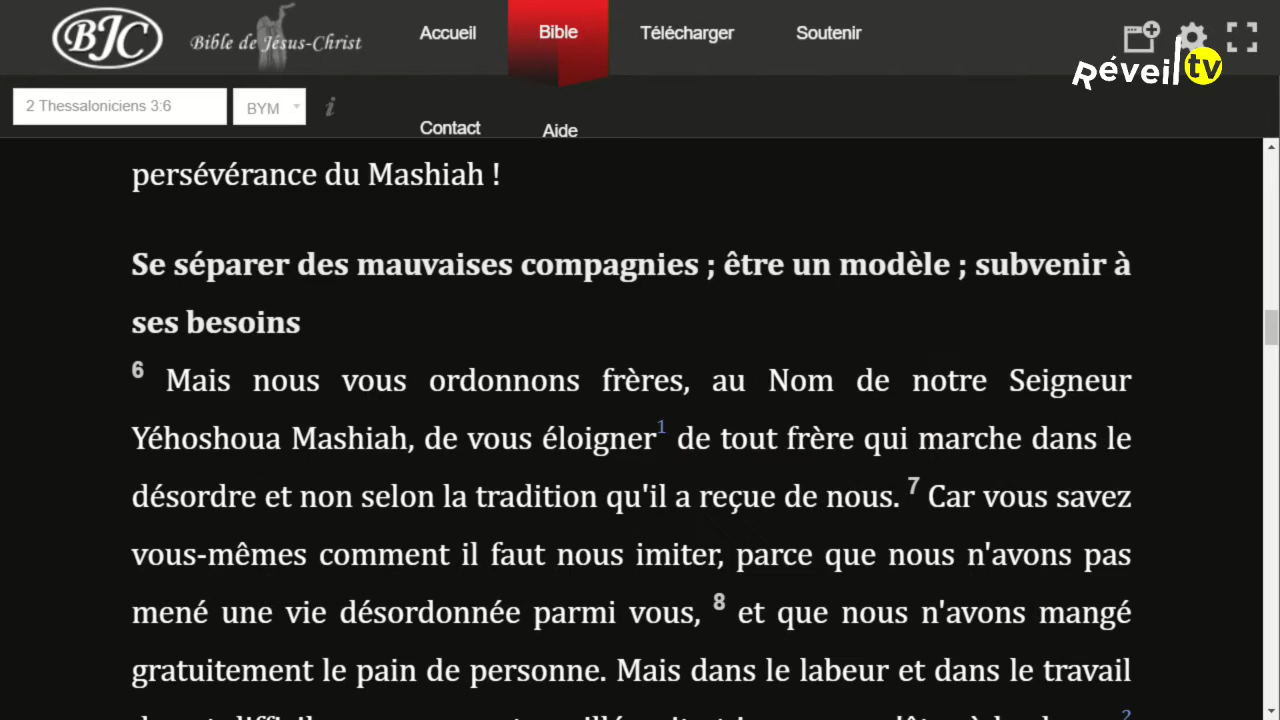 BJC Bible de Jésus-Christ Accueil Bible Télécharger Soutenir
Réveil tv
2 Thessaloniciens 3:6 BYM i Contact Aide
persévérance du Mashiah !
Se séparer des mauvaises compagnies ; être un modèle ; subvenir à
ses besoins
6 Mais nous vous ordonnons frères, au Nom de notre Seigneur
Yéhoshoua Mashiah, de vous éloigner1 de tout frère qui marche dans le
désordre et non selon la tradition qu'il a reçue de nous. 7 Car vous savez
vous-mêmes comment il faut nous imiter, parce que nous n'avons pas
mené une vie désordonnée parmi vous, 8 et que nous n'avons mangé
gratuitement le pain de personne. Mais dans le labeur et dans le travail
2